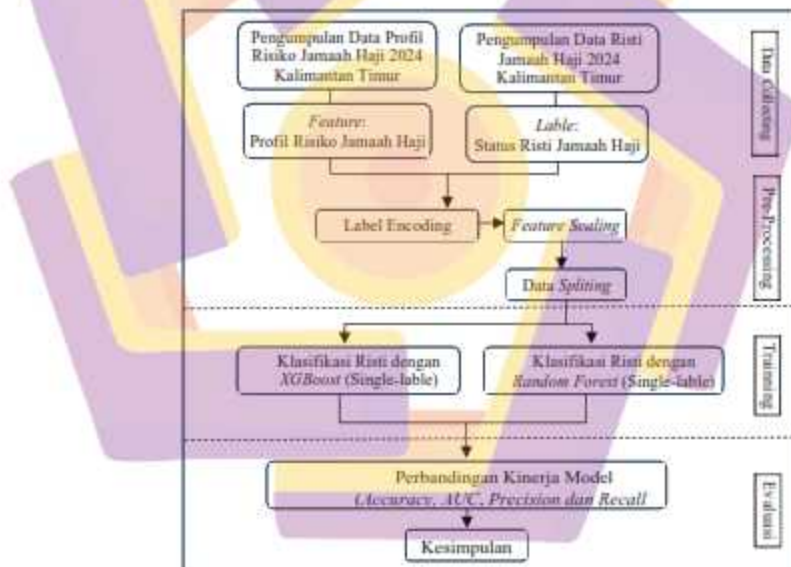 Pengumpulan Data Profil
Risiko Jamaah Haji 2024
Kalimantan Timur
Pengumpulan Data Risti
Jamaah Haji 2024
Kalimantan Timur
Data Collecting
Feature:
Profil Risiko Jamaah Haji
Lable:
Status Risti Jamaah Haji
Label Encoding
Feature Scaling
Pre-Processing
Data Spliting
Klasifikasi Risti dengan
XGBoost (Single-lable)
Klasifikasi Risti dengan
Random Forest (Single-lable)
Trainning
Perbandingan Kinerja Model
(Accuracy, AUC, Precision dan Recall
Evaluasi
Kesimpulan